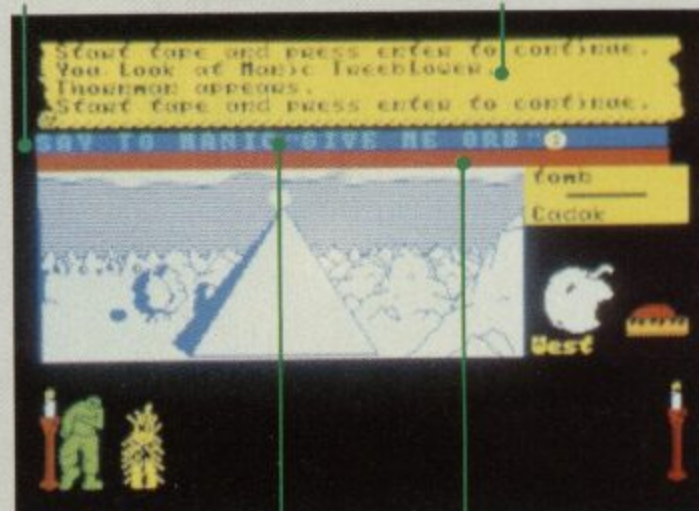 Start tape and press enter to continue.
You Look at Manic Treeblower.
Thornman appears.
Start tape and press enter to continue.
SAY TO MANIC "GIVE ME ORB"
Tomb
Cadok
West